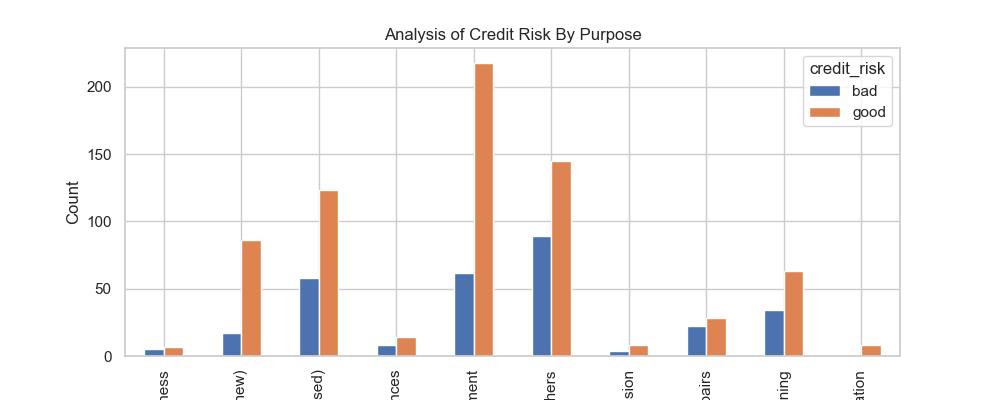 Analysis of Credit Risk By Purpose
credit_risk
bad
good
Count
200
150
100
50
0
ness
new)
sed)
nces
ment
hers
sion
pairs
ning
ation